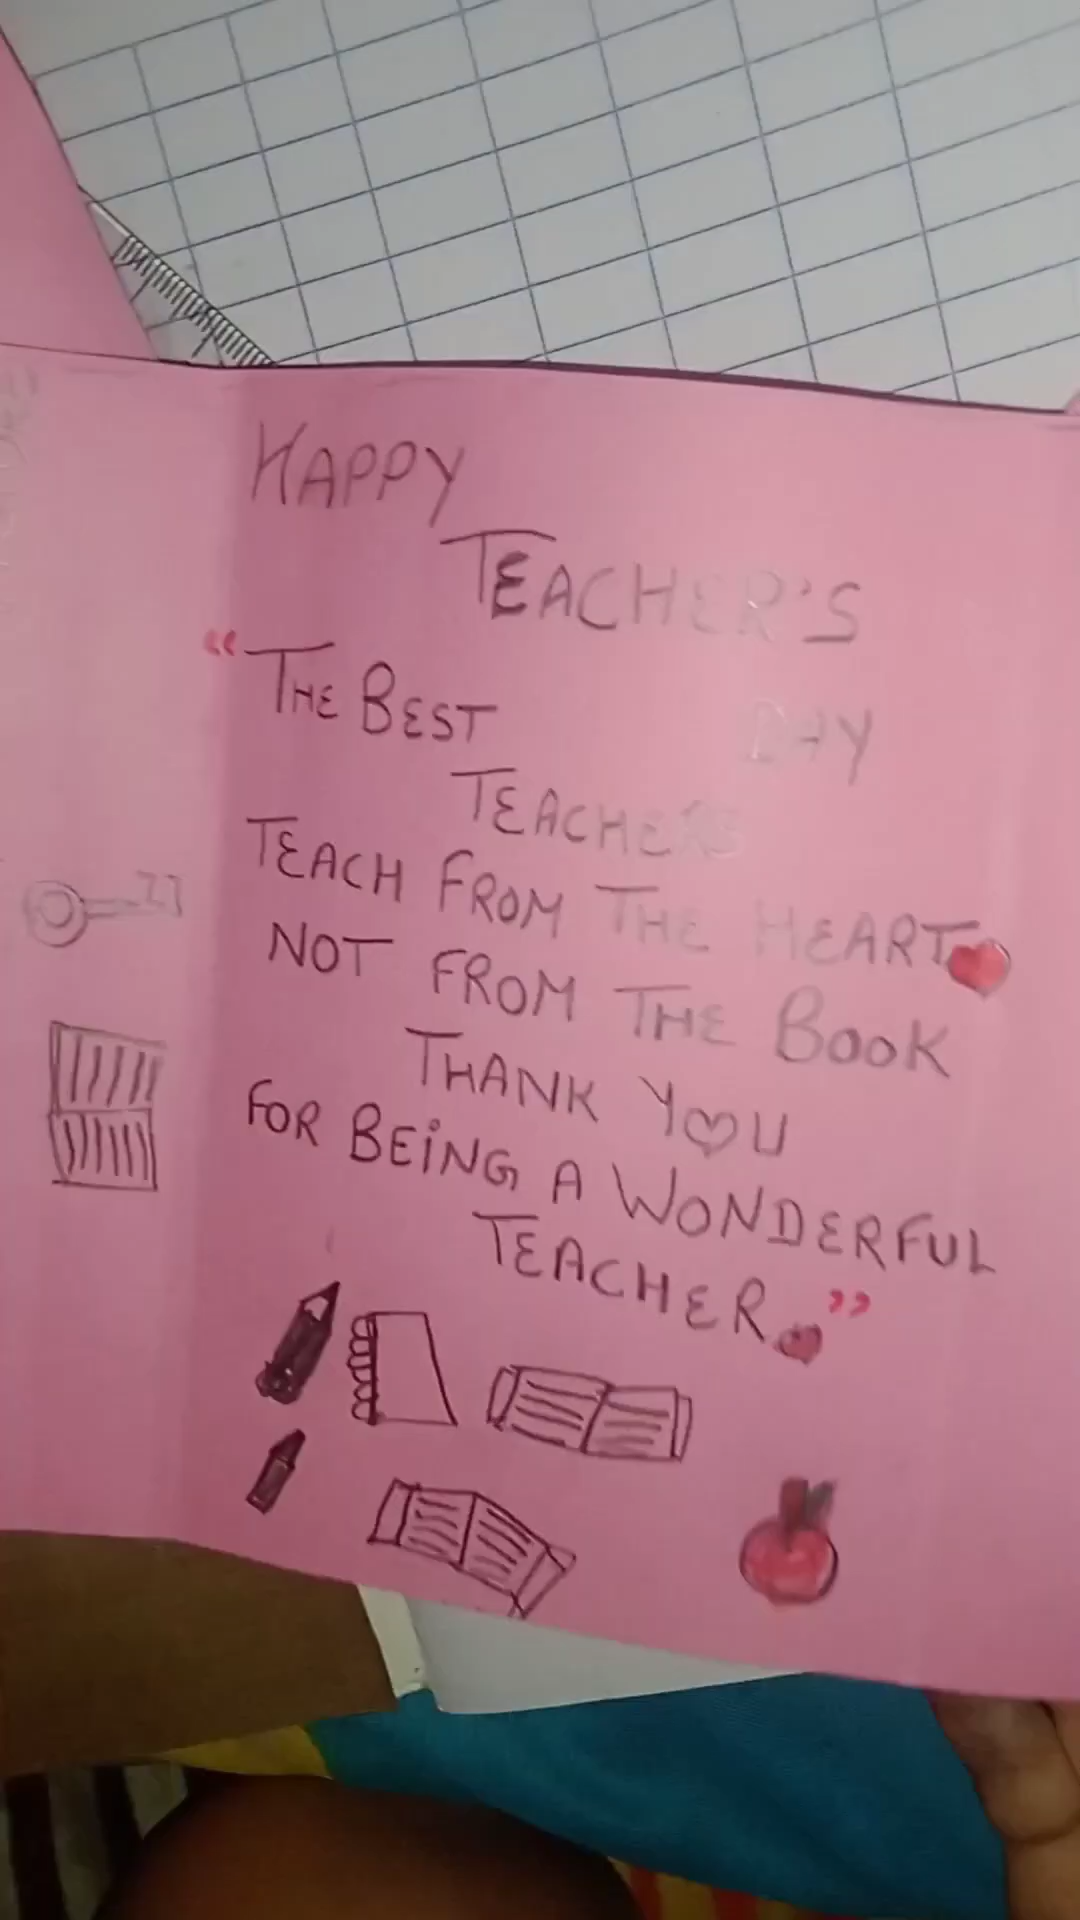 HAPPY
TEACHER'S
DAY
“THE BEST
TEACHERS
TEACH FROM THE HEART
NOT FROM THE BOOK
THANK YOU
FOR BEING A WONDERFUL
TEACHER.”